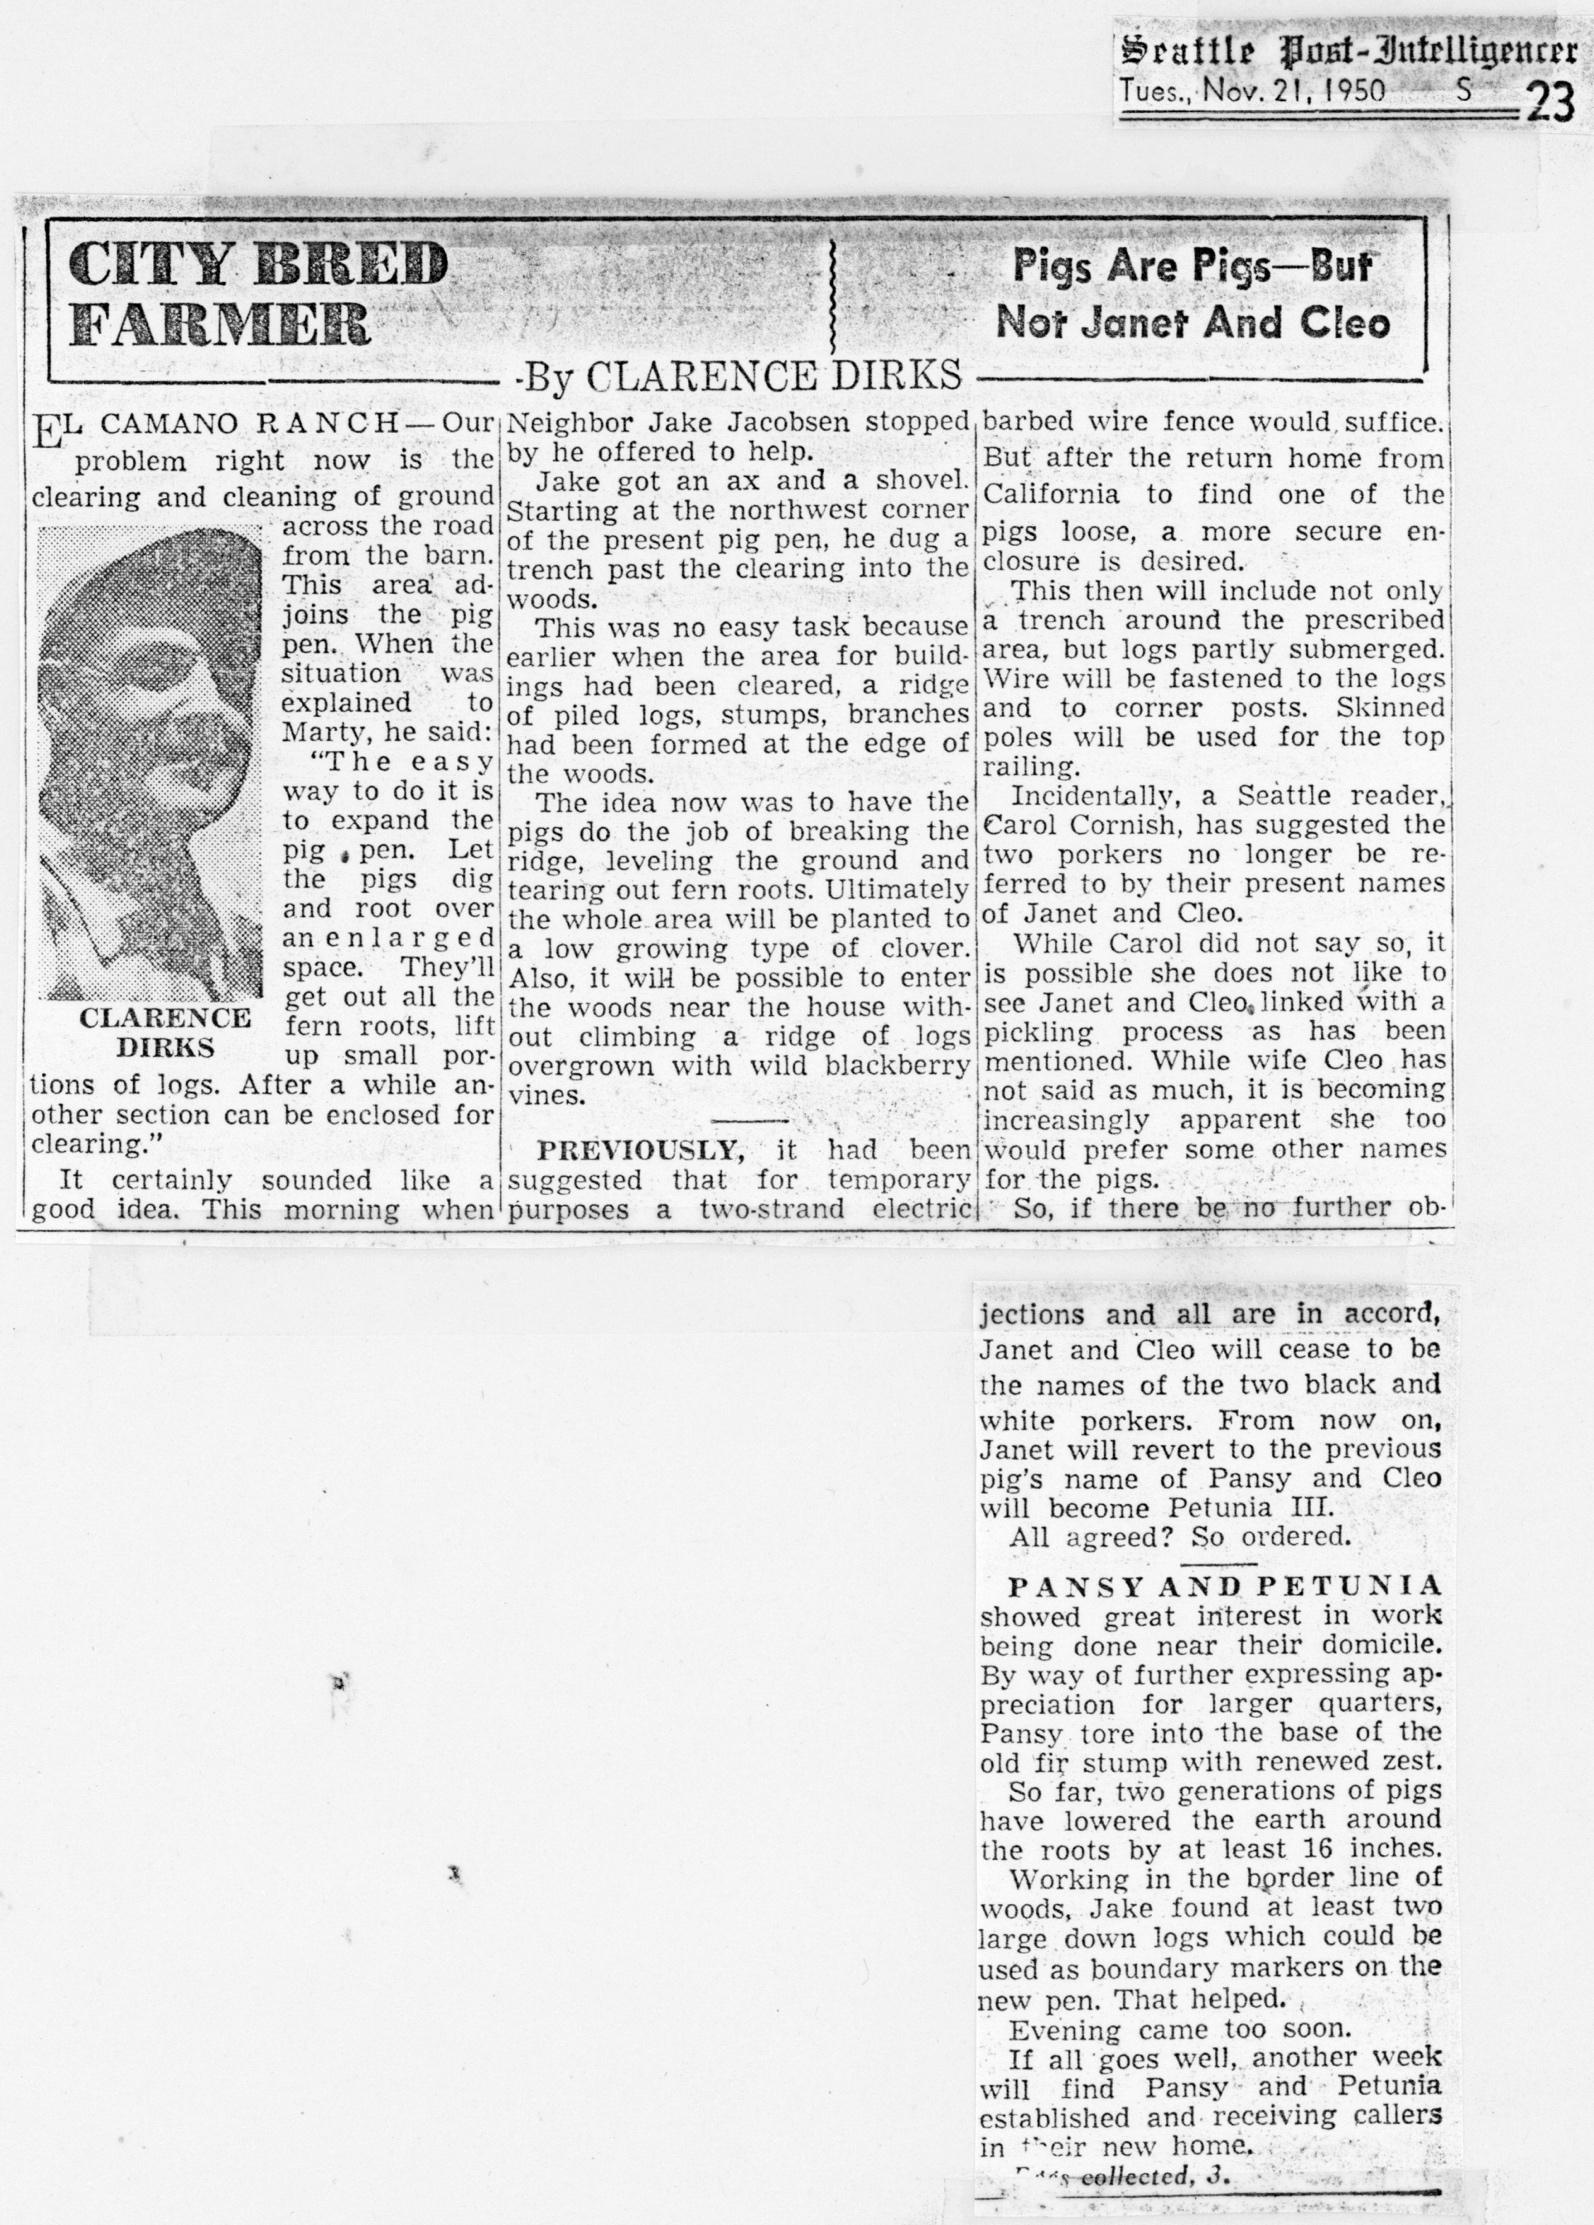 Seattle Post-Intelligencer
Tues., Nov. 21, 1950 S 23
CITY BRED
FARMER
Pigs Are Pigs—But
Not Janet And Cleo
-By CLARENCE DIRKS
EL CAMANO RANCH—Our
problem right now is the
clearing and cleaning of ground
across the road
from the barn.
This area ad-
joins the pig
pen. When the
situation was
explained to
Marty, he said:
"The easy
way to do it is
to expand the
pig pen. Let
the pigs dig
and root over
an enlarged
space. They'll
get out all the
fern roots, lift
up small por-
CLARENCE
DIRKS
tions of logs. After a while an-
other section can be enclosed for
clearing."
It certainly sounded like a
good idea. This morning when
Neighbor Jake Jacobsen stopped
by he offered to help.
Jake got an ax and a shovel.
Starting at the northwest corner
of the present pig pen, he dug a
trench past the clearing into the
woods.
This was no easy task because
earlier when the area for build-
ings had been cleared, a ridge
of piled logs, stumps, branches
had been formed at the edge of
the woods.
The idea now was to have the
pigs do the job of breaking the
ridge, leveling the ground and
tearing out fern roots. Ultimately
the whole area will be planted to
a low growing type of clover.
Also, it will be possible to enter
the woods near the house with-
out climbing a ridge of logs
overgrown with wild blackberry
vines.
PREVIOUSLY, it had been
suggested that for temporary
purposes a two-strand electric
barbed wire fence would suffice.
But after the return home from
California to find one of the
pigs loose, a more secure en-
closure is desired.
This then will include not only
a trench around the prescribed
area, but logs partly submerged.
Wire will be fastened to the logs
and to corner posts. Skinned
poles will be used for the top
railing.
Incidentally, a Seattle reader,
Carol Cornish, has suggested the
two porkers no longer be re-
ferred to by their present names
of Janet and Cleo.
While Carol did not say so, it
is possible she does not like to
see Janet and Cleo linked with a
pickling process as has been
mentioned. While wife Cleo has
not said as much, it is becoming
increasingly apparent she too
would prefer some other names
for the pigs.
So, if there be no further ob-
jections and all are in accord,
Janet and Cleo will cease to be
the names of the two black and
white porkers. From now on,
Janet will revert to the previous
pig's name of Pansy and Cleo
will become Petunia III.
All agreed? So ordered.
PANSY AND PETUNIA
showed great interest in work
being done near their domicile.
By way of further expressing ap-
preciation for larger quarters,
Pansy tore into the base of the
old fir stump with renewed zest.
So far, two generations of pigs
have lowered the earth around
the roots by at least 16 inches.
Working in the border line of
woods, Jake found at least two
large down logs which could be
used as boundary markers on the
new pen. That helped.
Evening came too soon.
If all goes well, another week
will find Pansy and Petunia
established and receiving callers
in their new home.
collected, 3.